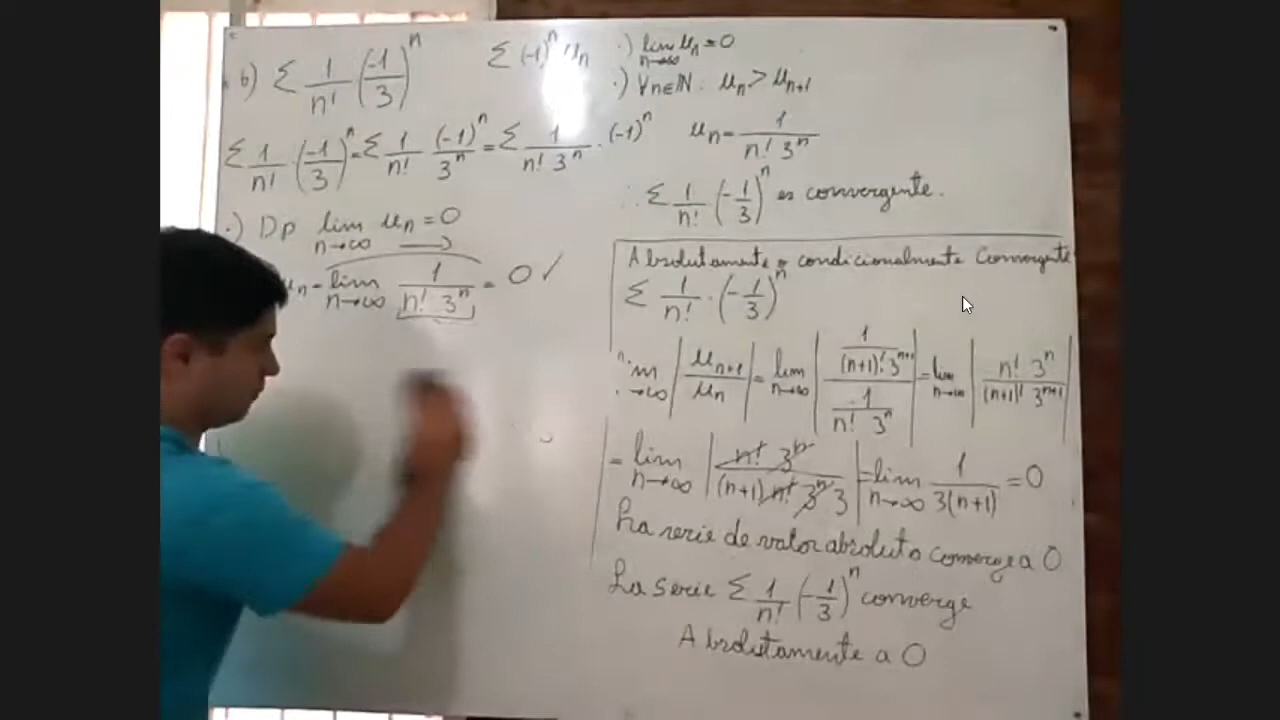 b) Σ 1/n! (-1/3)^n
Σ (-1)^n u_n
·) lim n→∞ u_n = 0
·) ∀n∈ℕ : u_n > u_{n+1}
Σ 1/n! · (-1/3)^n = Σ 1/n! (-1)^n/3^n = Σ 1/(n! 3^n) · (-1)^n
u_n = 1/(n! 3^n)
∴ Σ 1/n! (-1/3)^n es convergente.
·) Dp lim n→∞ u_n = 0
u_n = lim n→∞ 1/(n! 3^n) = 0 ✓
Absolutamente o condicionalmente Convergente
Σ 1/n! · (-1/3)^n
lim n→∞ |u_{n+1}/u_n| = lim n→∞ |(1/((n+1)! 3^{n+1}))/(1/(n! 3^n))| = lim n→∞ |n! 3^n/((n+1)! 3^{n+1})|
= lim n→∞ |n! 3^n/((n+1) n! 3^n 3)| = lim n→∞ 1/(3(n+1)) = 0
La serie de valor absoluto converge a 0
La serie Σ 1/n! (-1/3)^n converge
Absolutamente a 0